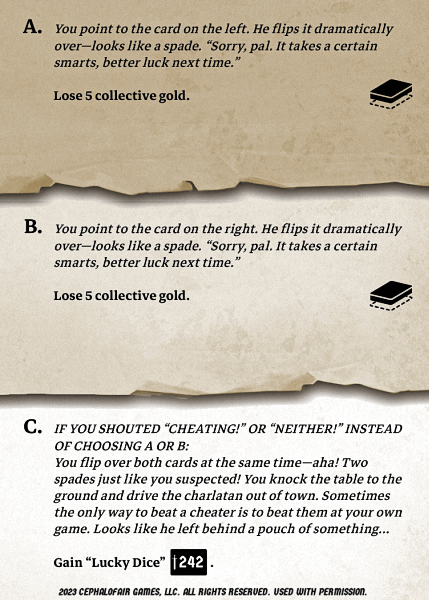 A. You point to the card on the left. He flips it dramatically
over—looks like a spade. “Sorry, pal. It takes a certain
smarts, better luck next time.”
Lose 5 collective gold.
B. You point to the card on the right. He flips it dramatically
over—looks like a spade. “Sorry, pal. It takes a certain
smarts, better luck next time.”
Lose 5 collective gold.
C. IF YOU SHOUTED “CHEATING!” OR “NEITHER!” INSTEAD
OF CHOOSING A OR B:
You flip over both cards at the same time—aha! Two
spades just like you suspected! You knock the table to the
ground and drive the charlatan out of town. Sometimes
the only way to beat a cheater is to beat them at your own
game. Looks like he left behind a pouch of something...
Gain “Lucky Dice” 242 .
2023 CEPHALOFAIR GAMES, LLC. ALL RIGHTS RESERVED. USED WITH PERMISSION.